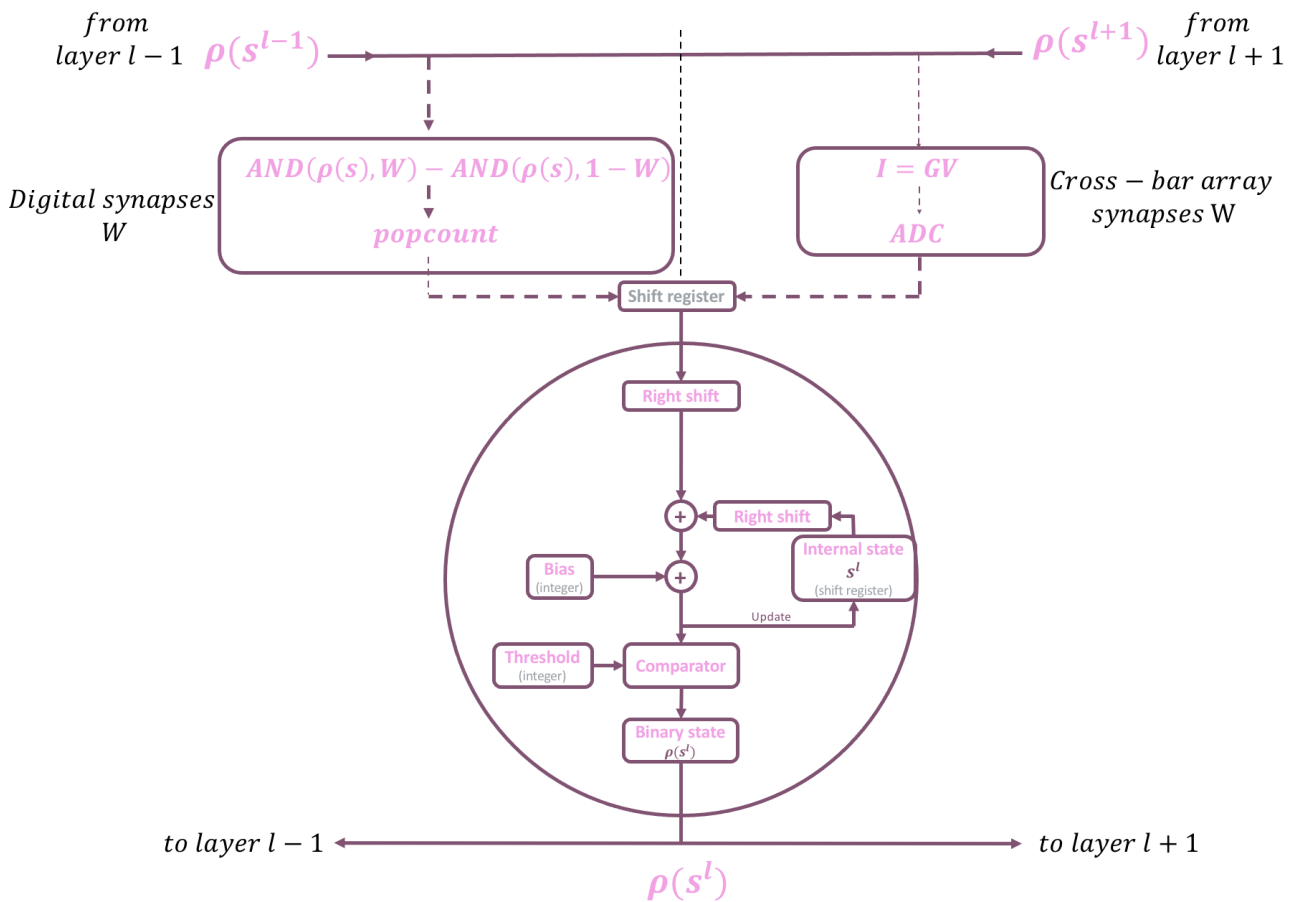 from
layer l − 1
ρ(s^{l−1})
ρ(s^{l+1})
from
layer l + 1
AND(ρ(s), W) − AND(ρ(s), 1 − W)
popcount
Digital synapses
W
I = GV
ADC
Cross − bar array
synapses W
Shift register
Right shift
+
Right shift
Internal state
s^l
(shift register)
Bias
(integer)
+
Update
Threshold
(integer)
Comparator
Binary state
ρ(s^l)
to layer l − 1
to layer l + 1
ρ(s^l)